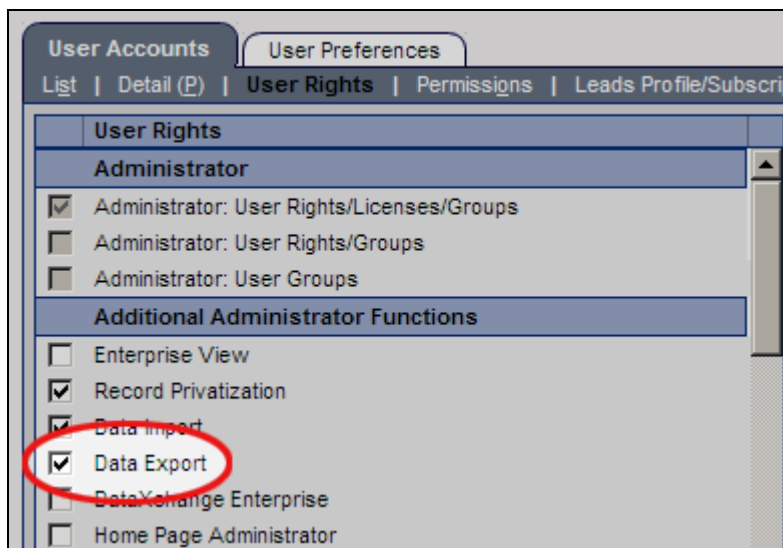 User Accounts User Preferences
List | Detail (P) | User Rights | Permissions | Leads Profile/Subscri
User Rights
Administrator
Administrator: User Rights/Licenses/Groups
Administrator: User Rights/Groups
Administrator: User Groups
Additional Administrator Functions
Enterprise View
Record Privatization
Data Import
Data Export
DataXchange Enterprise
Home Page Administrator